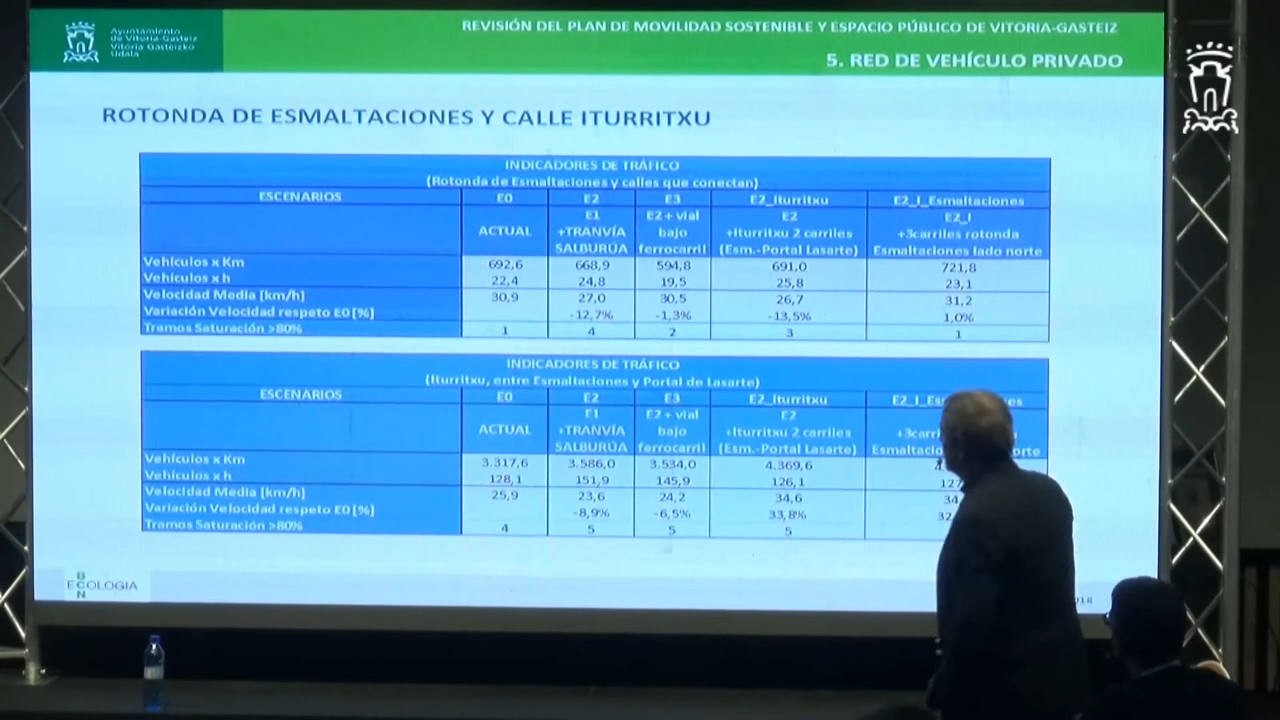 Ayuntamiento
de Vitoria-Gasteiz
Vitoria-Gasteizko
Udala
REVISIÓN DEL PLAN DE MOVILIDAD SOSTENIBLE Y ESPACIO PÚBLICO DE VITORIA-GASTEIZ
5. RED DE VEHÍCULO PRIVADO
ROTONDA DE ESMALTACIONES Y CALLE ITURRITXU
INDICADORES DE TRÁFICO
(Rotonda de Esmaltaciones y calles que conectan)
ESCENARIOS E0 E2 E3 E2_Iturritxu E2_I_Esmaltaciones
E1 E2 + vial E2 E2_I
ACTUAL +TRANVÍA bajo +Iturritxu 2 carriles +3carriles rotonda
SALBURÚA ferrocarril (Esm.-Portal Lasarte) Esmaltaciones lado norte
Vehículos x Km 692,6 668,9 594,8 691,0 721,8
Vehículos x h 22,4 24,8 19,5 25,8 23,1
Velocidad Media [km/h] 30,9 27,0 30,5 26,7 31,2
Variación Velocidad respeto E0 [%] -12,7% -1,3% -13,5% 1,0%
Tramos Saturación >80% 1 4 2 3 1
INDICADORES DE TRÁFICO
(Iturritxu, entre Esmaltaciones y Portal de Lasarte)
ESCENARIOS E0 E2 E3 E2_Iturritxu
E1 E2 + vial E2
ACTUAL +TRANVÍA bajo +Iturritxu 2 carriles
SALBURÚA ferrocarril (Esm.-Portal Lasarte)
Vehículos x Km 3.317,6 3.586,0 3.534,0 4.369,6
Vehículos x h 128,1 151,9 145,9 126,1
Velocidad Media [km/h] 25,9 23,6 24,2 34,6
Variación Velocidad respeto E0 [%] -8,9% -6,5% 33,8%
Tramos Saturación >80% 4 5 5 5
BCN
ECOLOGIA